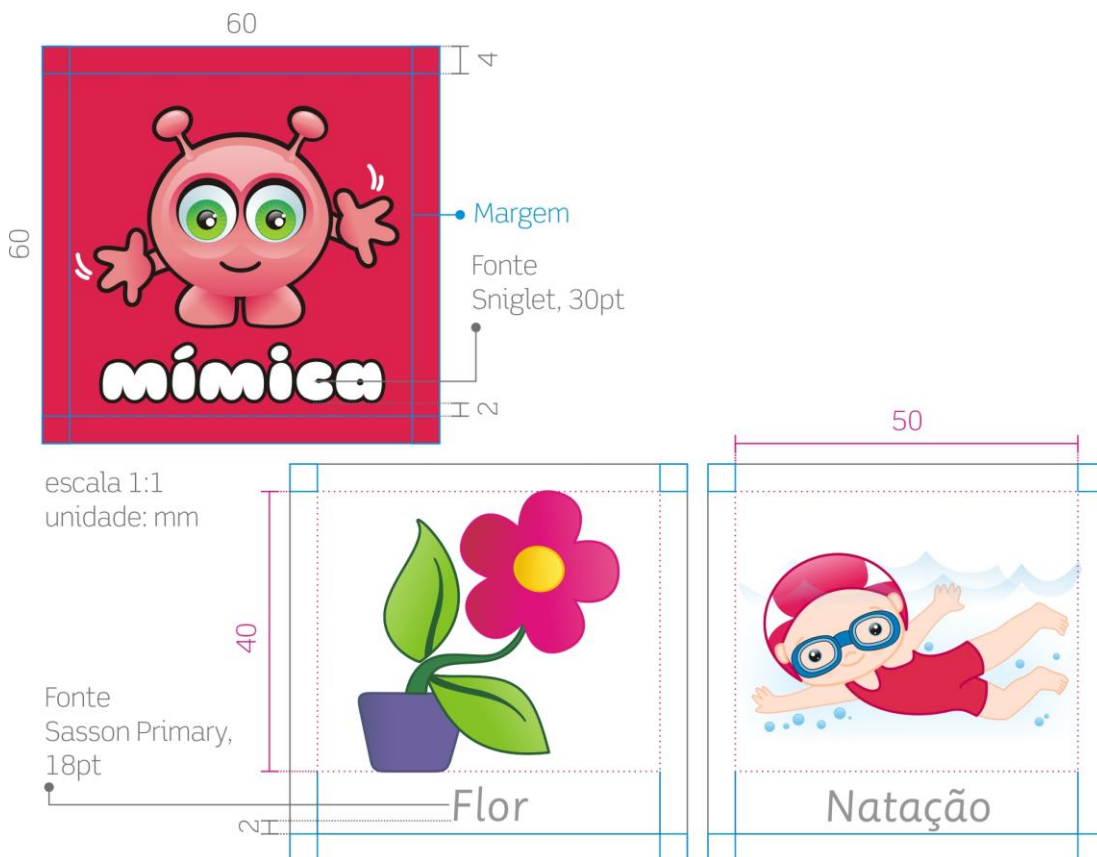 60
4
60
Margem
Fonte
Sniglet, 30pt
mímica
2
50
escala 1:1
unidade: mm
40
Fonte
Sasson Primary,
18pt
2
Flor
Natação